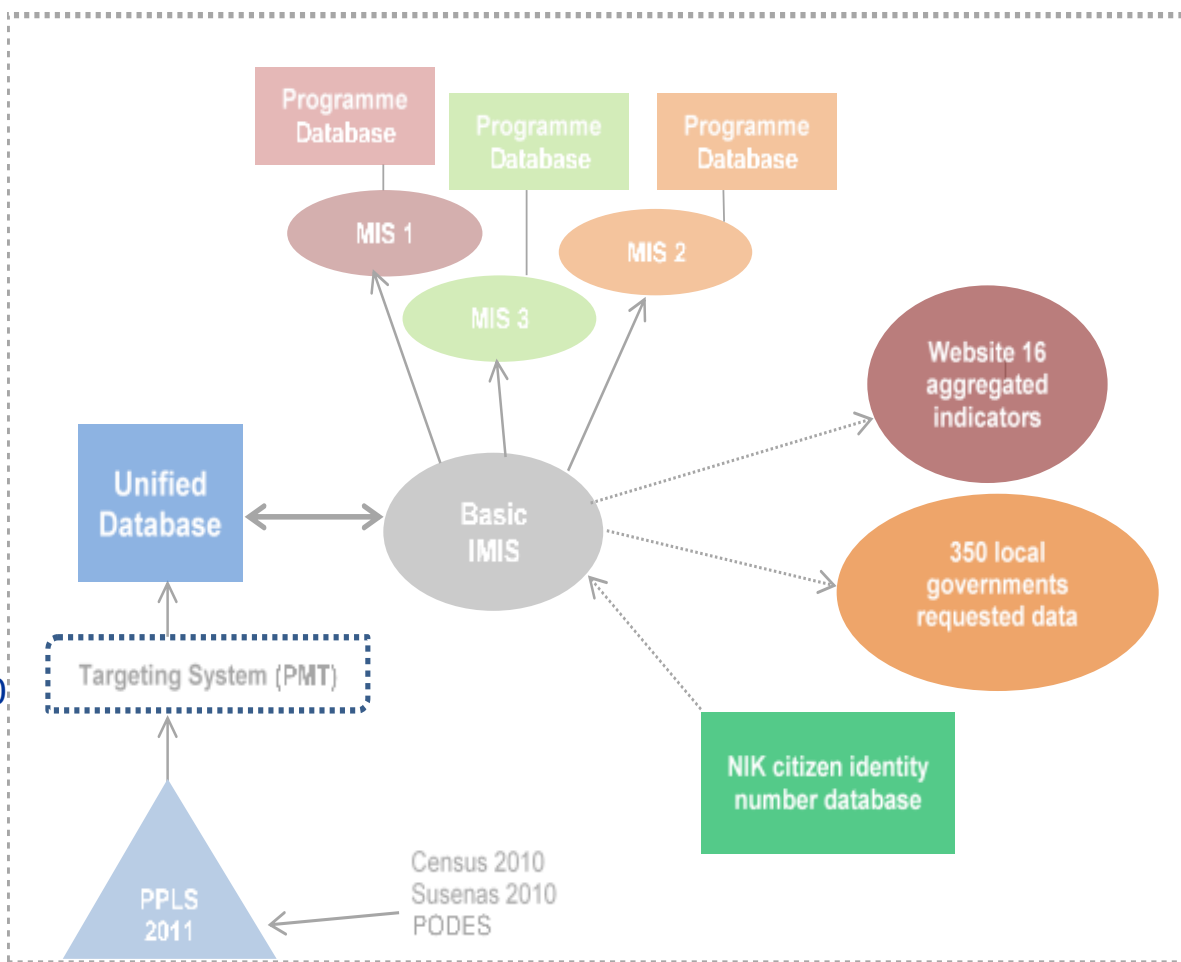 Programme
Database
Programme
Database
Programme
Database
MIS 1
MIS 2
MIS 3
Website 16
aggregated
indicators
Unified
Database
Basic
IMIS
350 local
governments
requested data
Targeting System (PMT)
NIK citizen identity
number database
PPLS
2011
Census 2010
Susenas 2010
PODES